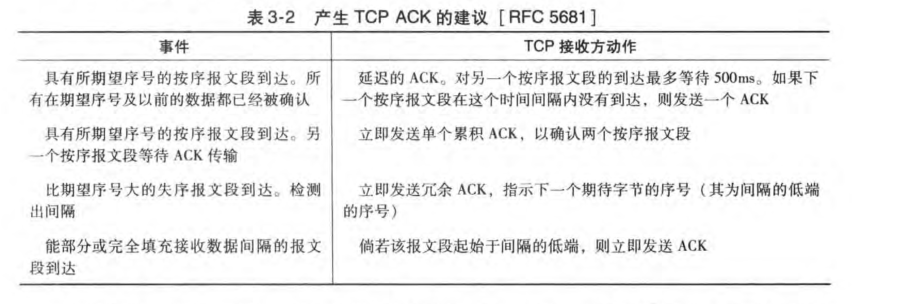 表3-2 产生 TCP ACK 的建议 [RFC 5681]
事件 TCP 接收方动作
具有所期望序号的按序报文段到达。所
有在期望序号及以前的数据都已经被确认
延迟的 ACK。对另一个按序报文段的到达最多等待 500ms。如果下
一个按序报文段在这个时间间隔内没有到达，则发送一个 ACK
具有所期望序号的按序报文段到达。另
一个按序报文段等待 ACK 传输
立即发送单个累积 ACK，以确认两个按序报文段
比期望序号大的失序报文段到达。检测
出间隔
立即发送冗余 ACK，指示下一个期待字节的序号（其为间隔的低端
的序号）
能部分或完全填充接收数据间隔的报文
段到达
倘若该报文段起始于间隔的低端，则立即发送 ACK